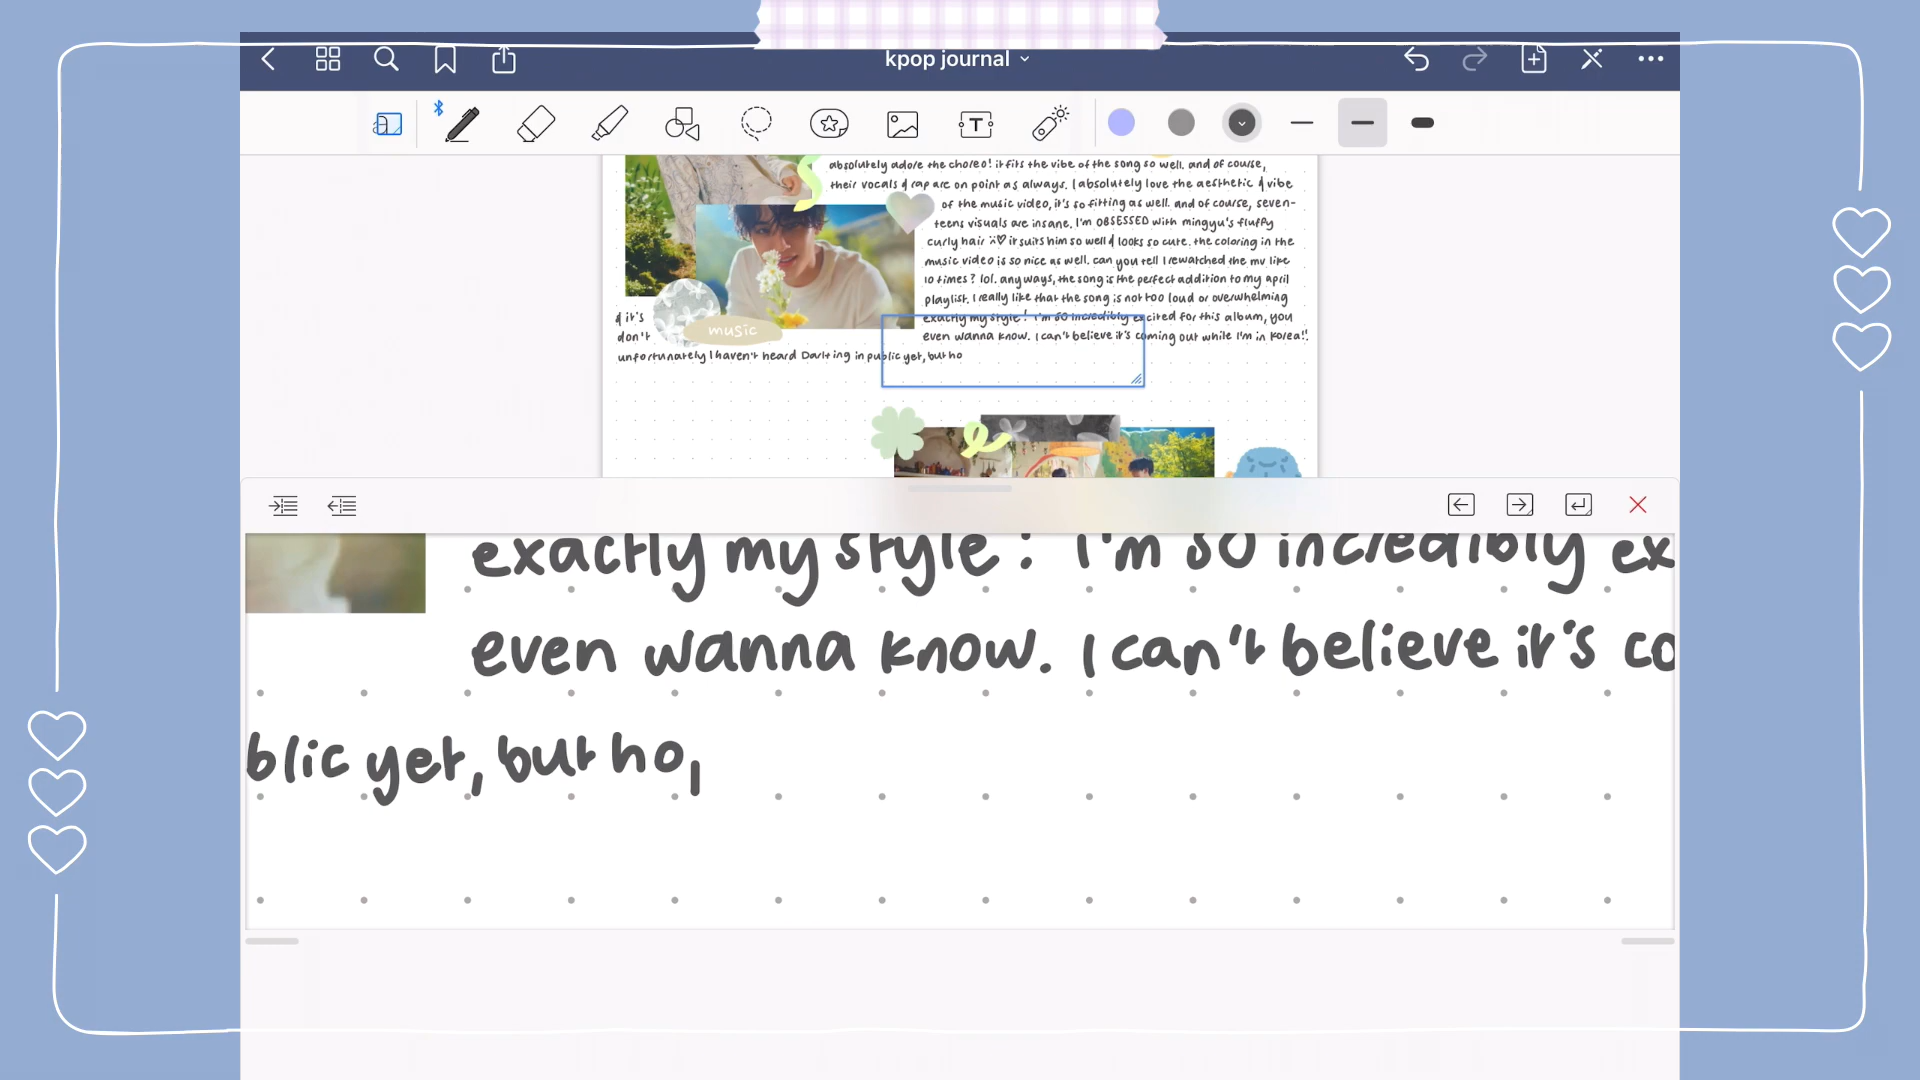 kpop journal
absolutely adore the choreo! it fits the vibe of the song so well. and of course,
their vocals & rap are on point as always. I absolutely love the aesthetic & vibe
of the music video, it's so fitting as well. and of course, seven-
teens visuals are insane. I'm OBSESSED with mingyu's fluffy
curly hair it suits him so well & looks so cute. the coloring in the
music video is so nice as well. can you tell I rewatched the mv like
10 times? lol. anyways, the song is the perfect addition to my april
playlist. I really like that the song is not too loud or overwhelming
& it's exactly my style! I'm so incredibly excited for this album, you
don't even wanna know. I can't believe it's coming out while I'm in Korea!!
unfortunately I haven't heard Darl+ing in public yet, but ho
music
exactly my style! I'm so incredibly ex
even wanna know. I can't believe it's co
blic yet, but ho,